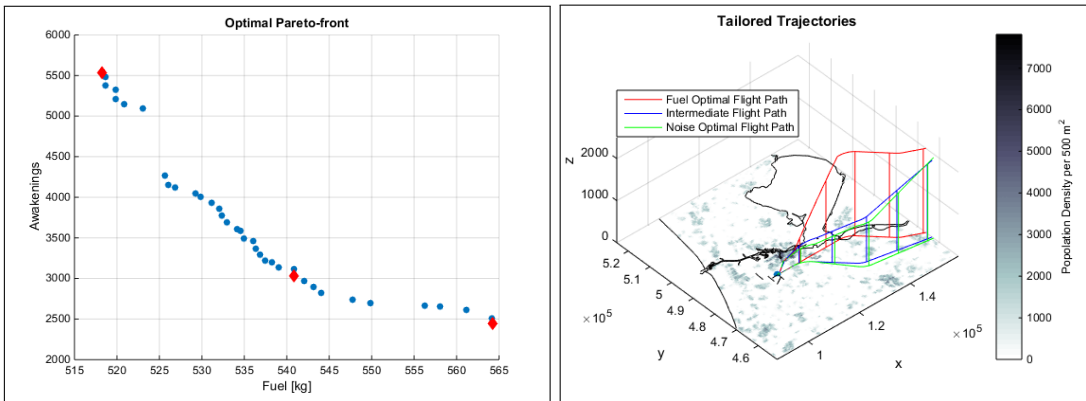 Optimal Pareto-front
6000
5500
5000
4500
4000
3500
3000
2500
2000
Awakenings
515 520 525 530 535 540 545 550 555 560 565
Fuel [kg]
Tailored Trajectories
Fuel Optimal Flight Path
Intermediate Flight Path
Noise Optimal Flight Path
z
2000
1000
0
5.2
5.1
5
4.9
4.8
4.7
4.6
× 10⁵
y
1
1.2
1.4
× 10⁵
x
7000
6000
5000
4000
3000
2000
1000
0
Population Density per 500 m²